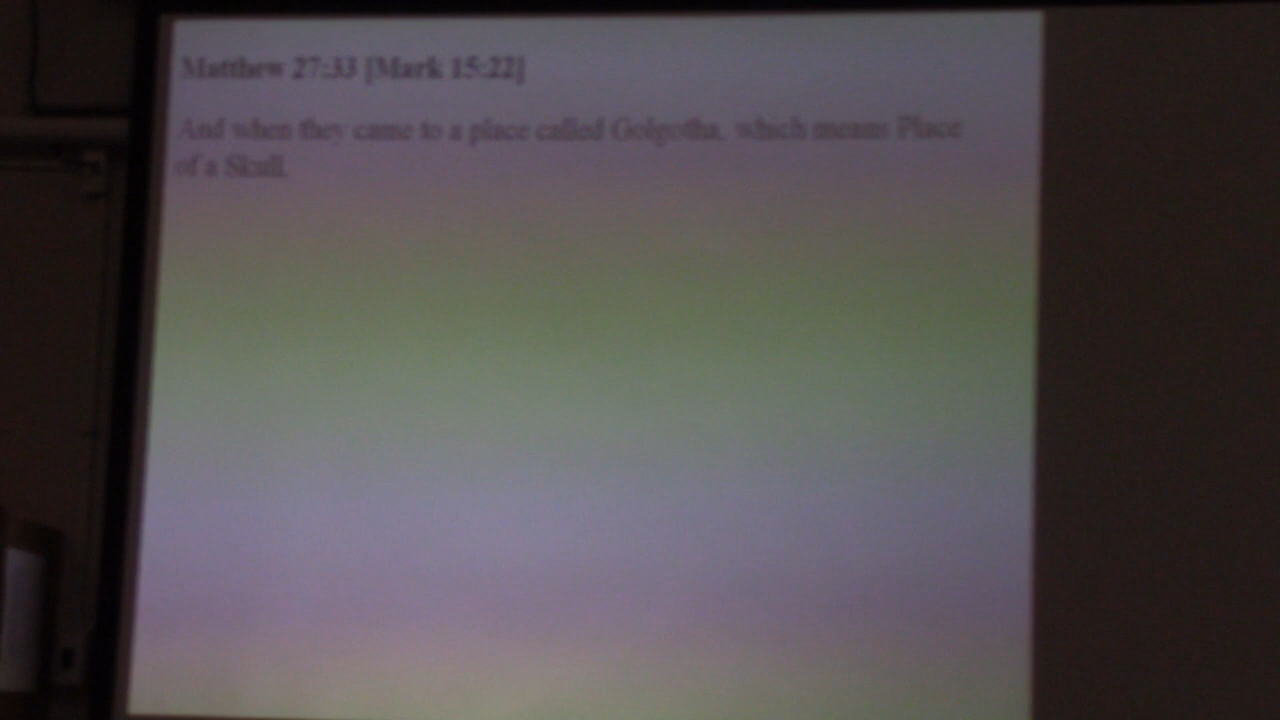 Matthew 27:33 [Mark 15:22]
And when they came to a place called Golgotha, which means Place
of a Skull.